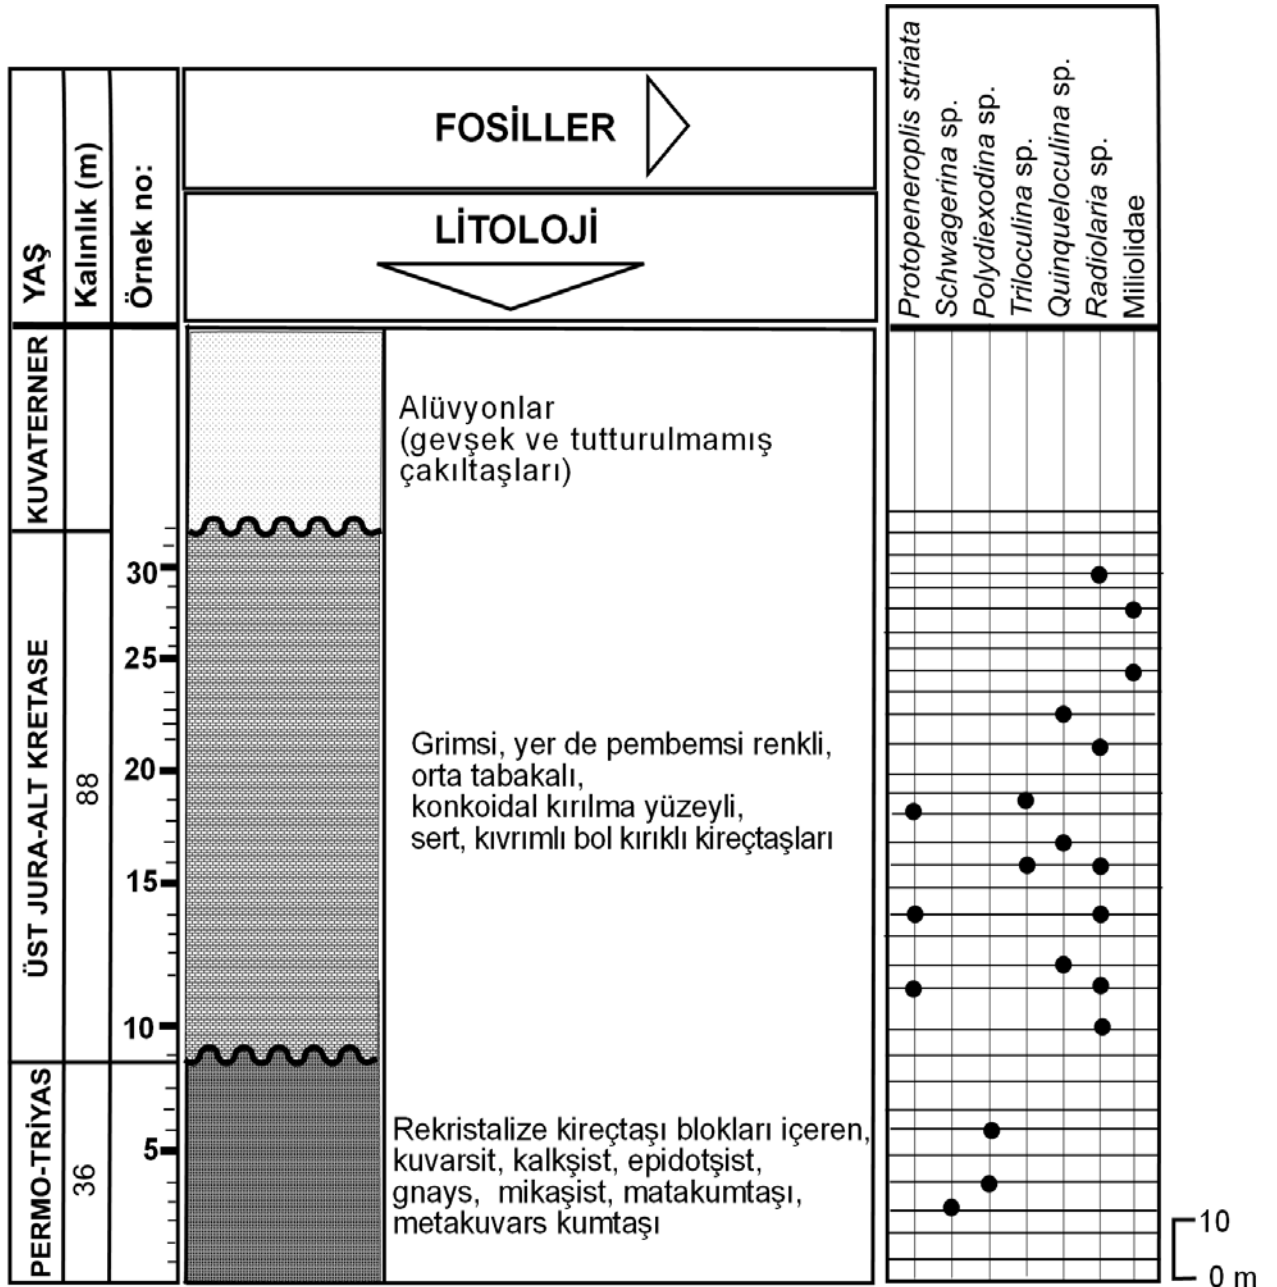 YAŞ
Kalınlık (m)
Örnek no:
FOSİLLER
LİTOLOJİ
Protopeneroplis striata
Schwagerina sp.
Polydiexodina sp.
Triloculina sp.
Quinqueloculina sp.
Radiolaria sp.
Miliolidae
KUVATERNER
Alüvyonlar
(gevşek ve tutturulmamış
çakıltaşları)
ÜST JURA-ALT KRETASE
88
30
25
20
15
10
Grimsi, yer de pembemsi renkli,
orta tabakalı,
konkoidal kırılma yüzeyli,
sert, kıvrımlı bol kırıklı kireçtaşları
PERMO-TRİYAS
36
5
Rekristalize kireçtaşı blokları içeren,
kuvarsit, kalkşist, epidotşist,
gnays, mikaşist, matakumtaşı,
metakuvars kumtaşı
10
0 m